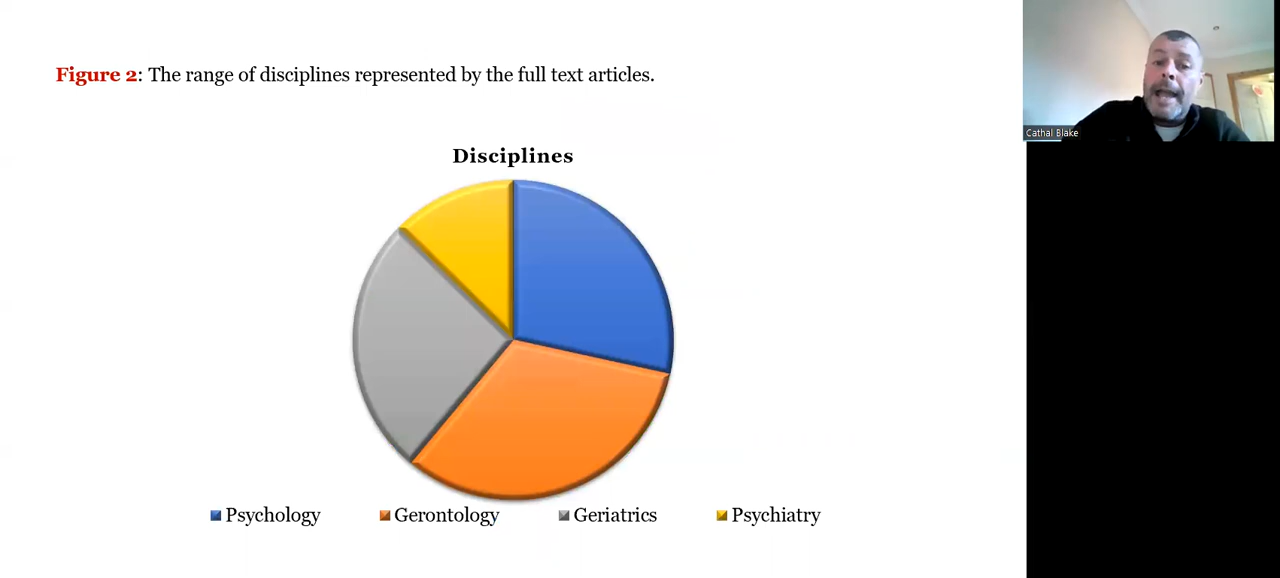 Figure 2: The range of disciplines represented by the full text articles.
Disciplines
Psychology Gerontology Geriatrics Psychiatry
Cathal Blake